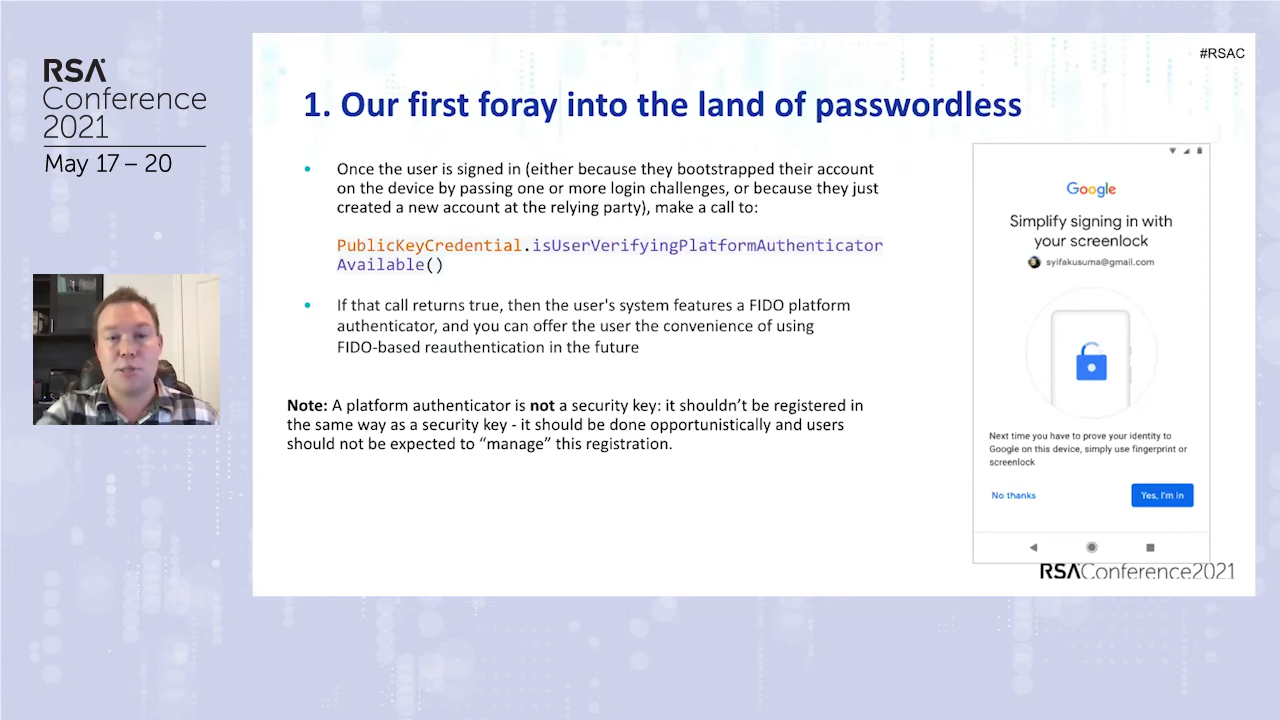 RSA
Conference
2021
May 17 – 20
#RSAC
1. Our first foray into the land of passwordless
• Once the user is signed in (either because they bootstrapped their account
on the device by passing one or more login challenges, or because they just
created a new account at the relying party), make a call to:
PublicKeyCredential.isUserVerifyingPlatformAuthenticator
Available()
• If that call returns true, then the user's system features a FIDO platform
authenticator, and you can offer the user the convenience of using
FIDO-based reauthentication in the future
Note: A platform authenticator is not a security key: it shouldn’t be registered in
the same way as a security key - it should be done opportunistically and users
should not be expected to “manage” this registration.
Google
Simplify signing in with
your screenlock
syifakusuma@gmail.com
Next time you have to prove your identity to
Google on this device, simply use fingerprint or
screenlock
No thanks
Yes, I'm in
RSAConference2021